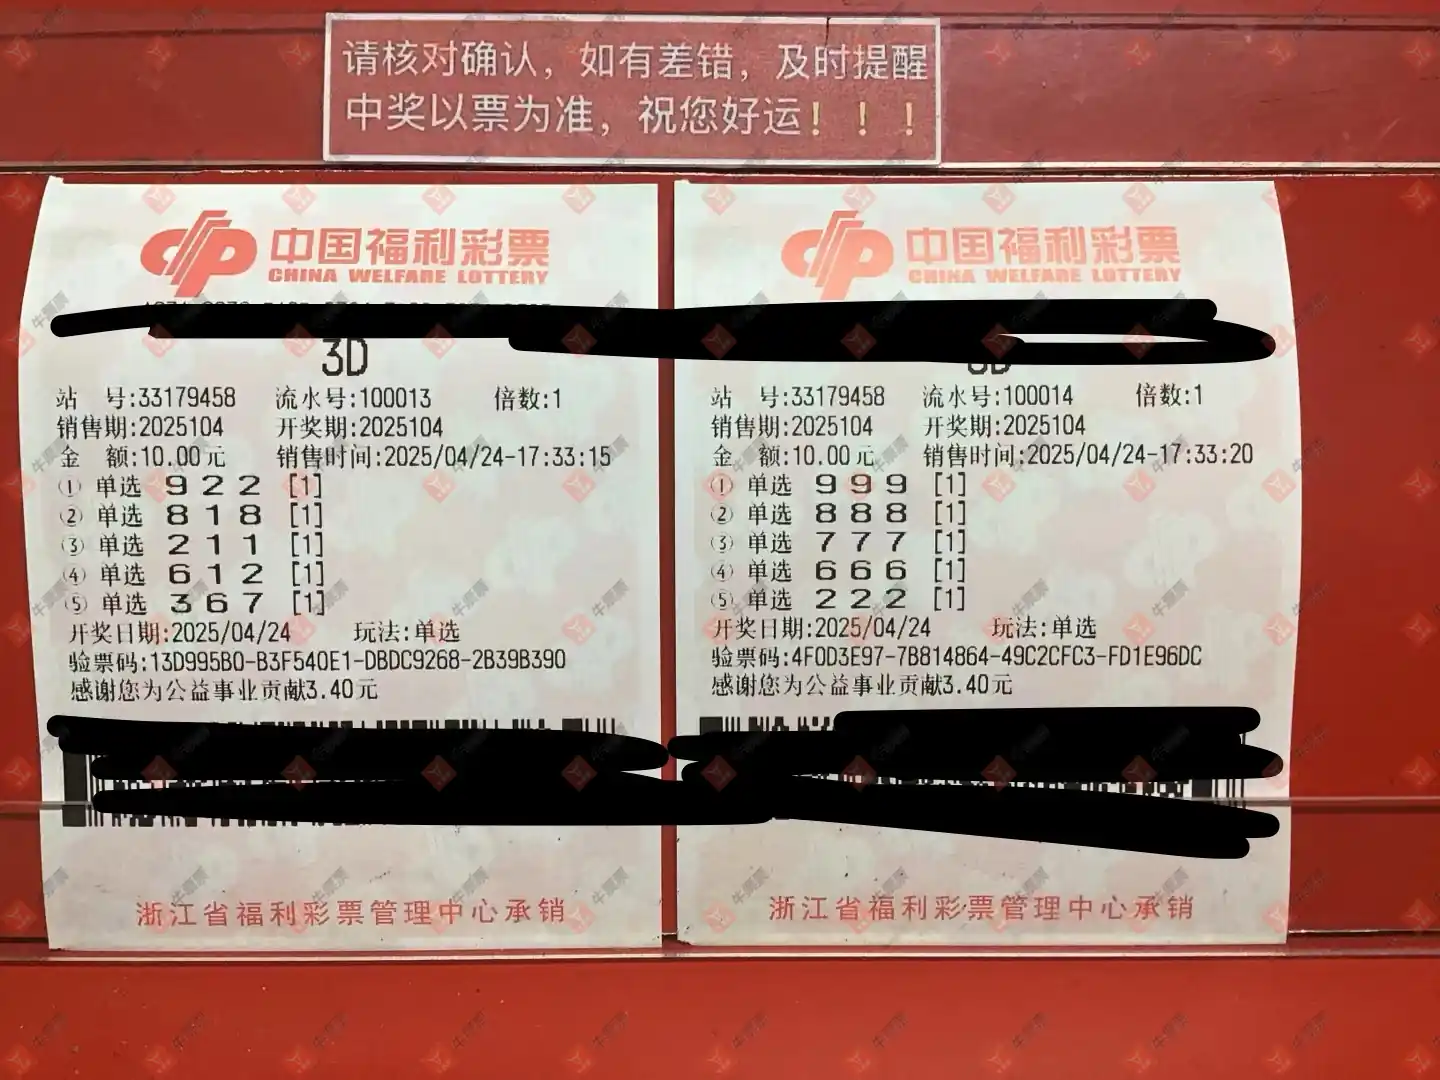 请核对确认，如有差错，及时提醒
中奖以票为准，祝您好运！！！
中国福利彩票
CHINA WELFARE LOTTERY
3D
站 号:33179458 流水号:100013 倍数:1
销售期:2025104 开奖期:2025104
金 额:10.00元 销售时间:2025/04/24-17:33:15
① 单选 9 2 2 [1]
② 单选 8 1 8 [1]
③ 单选 2 1 1 [1]
④ 单选 6 1 2 [1]
⑤ 单选 3 6 7 [1]
开奖日期:2025/04/24 玩法:单选
验票码:13D995B0-B3F540E1-DBDC9268-2B39B390
感谢您为公益事业贡献3.40元
浙江省福利彩票管理中心承销
中国福利彩票
CHINA WELFARE LOTTERY
站 号:33179458 流水号:100014 倍数:1
销售期:2025104 开奖期:2025104
金 额:10.00元 销售时间:2025/04/24-17:33:20
① 单选 9 9 9 [1]
② 单选 8 8 8 [1]
③ 单选 7 7 7 [1]
④ 单选 6 6 6 [1]
⑤ 单选 2 2 2 [1]
开奖日期:2025/04/24 玩法:单选
验票码:4F0D3E97-7B814864-49C2CFC3-FD1E96DC
感谢您为公益事业贡献3.40元
浙江省福利彩票管理中心承销